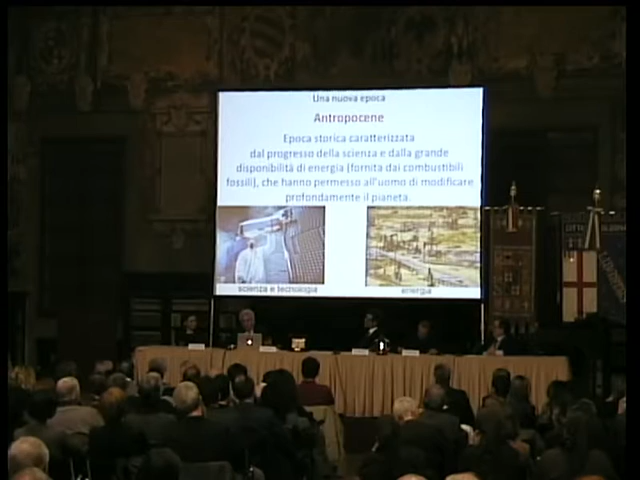 Una nuova epoca
Antropocene
Epoca storica caratterizzata
dal progresso della scienza e dalla grande
disponibilità di energia (fornita dai combustibili
fossili), che hanno permesso all'uomo di modificare
profondamente il pianeta.
scienza e tecnologia
energia